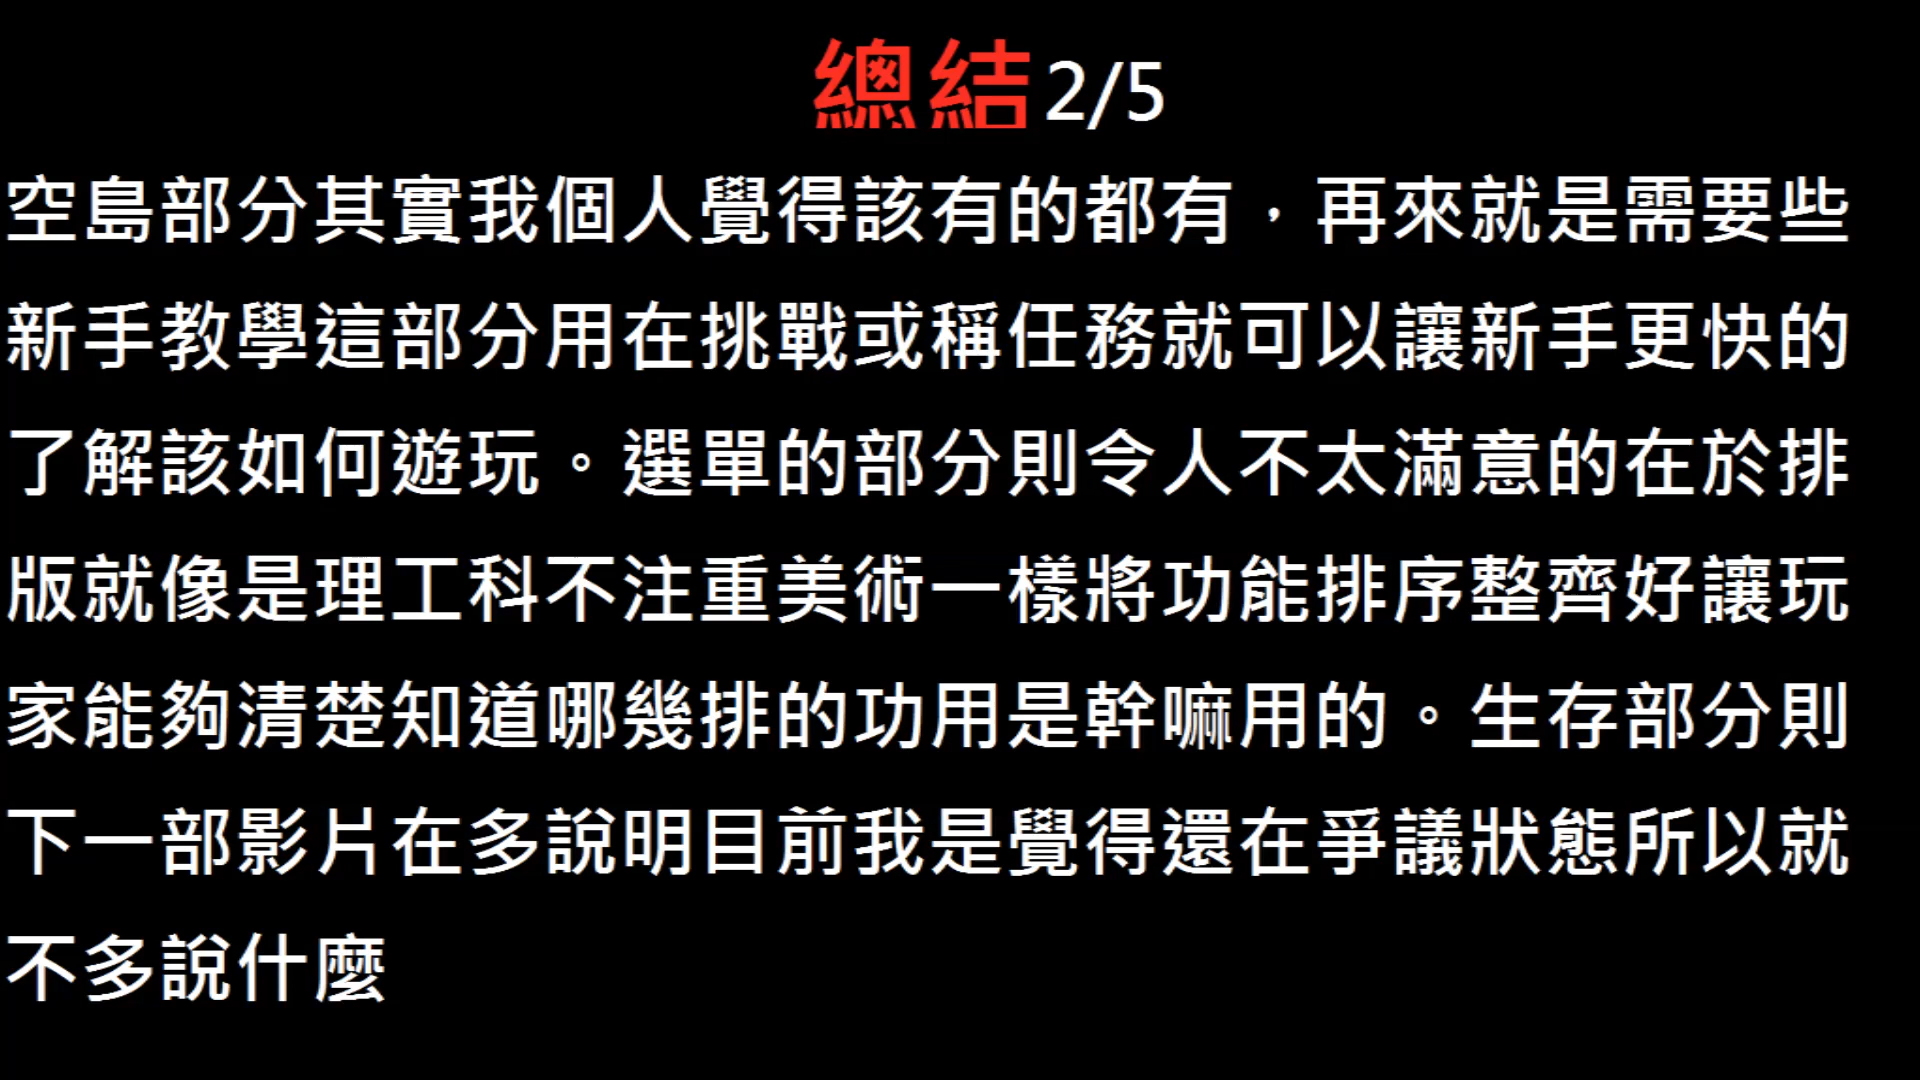 總結2/5
空島部分其實我個人覺得該有的都有，再來就是需要些
新手教學這部分用在挑戰或稱任務就可以讓新手更快的
了解該如何遊玩。選單的部分則令人不太滿意的在於排
版就像是理工科不注重美術一樣將功能排序整齊好讓玩
家能夠清楚知道哪幾排的功用是幹嘛用的。生存部分則
下一部影片在多說明目前我是覺得還在爭議狀態所以就
不多說什麼